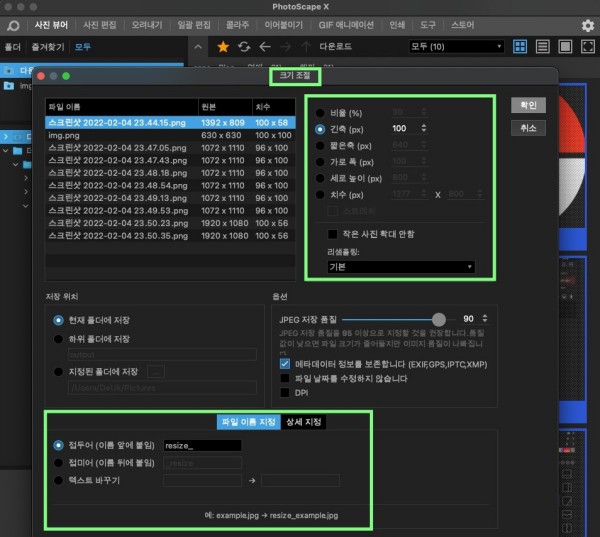 PhotoScape X
사진 뷰어 사진 편집 오려내기 일괄 편집 콜라주 이어붙이기 GIF 애니메이션 인쇄 도구 스토어
폴더 즐겨찾기 모두
다운로드
모두 (10)
크기 조절
파일 이름 원본 치수
스크린샷 2022-02-04 23.44.15.png 1392 x 809 100 x 58
img.png 630 x 630 100 x 100
스크린샷 2022-02-04 23.47.05.png 1072 x 1110 96 x 100
스크린샷 2022-02-04 23.47.43.png 1072 x 1110 96 x 100
스크린샷 2022-02-04 23.48.18.png 1072 x 1110 96 x 100
스크린샷 2022-02-04 23.48.54.png 1072 x 1110 96 x 100
스크린샷 2022-02-04 23.49.13.png 1072 x 1110 96 x 100
스크린샷 2022-02-04 23.49.53.png 1072 x 1110 96 x 100
스크린샷 2022-02-04 23.50.23.png 1920 x 1080 100 x 56
스크린샷 2022-02-04 23.50.35.png 1920 x 1080 100 x 56
비율 (%) 50
긴축 (px) 100
짧은축 (px) 640
가로 폭 (px) 100
세로 높이 (px) 800
치수 (px) 1277 X 800
스트레치
작은 사진 확대 안함
리샘플링:
기본
확인
취소
저장 위치
현재 폴더에 저장
하위 폴더에 저장
output
지정된 폴더에 저장 ...
옵션
JPEG 저장 품질 90
JPEG 저장 품질을 95 이상으로 지정할 것을 권장합니다. 품질
값이 낮으면 파일 크기가 줄어들지만 이미지 품질이 나빠집니
다.
메타데이터 정보를 보존합니다 (EXIF,GPS,IPTC,XMP)
파일 날짜를 수정하지 않습니다
DPI
파일 이름 지정 상세 지정
접두어 (이름 앞에 붙임) resize_
접미어 (이름 뒤에 붙임) _resize
텍스트 바꾸기 →
예: example.jpg → resize_example.jpg